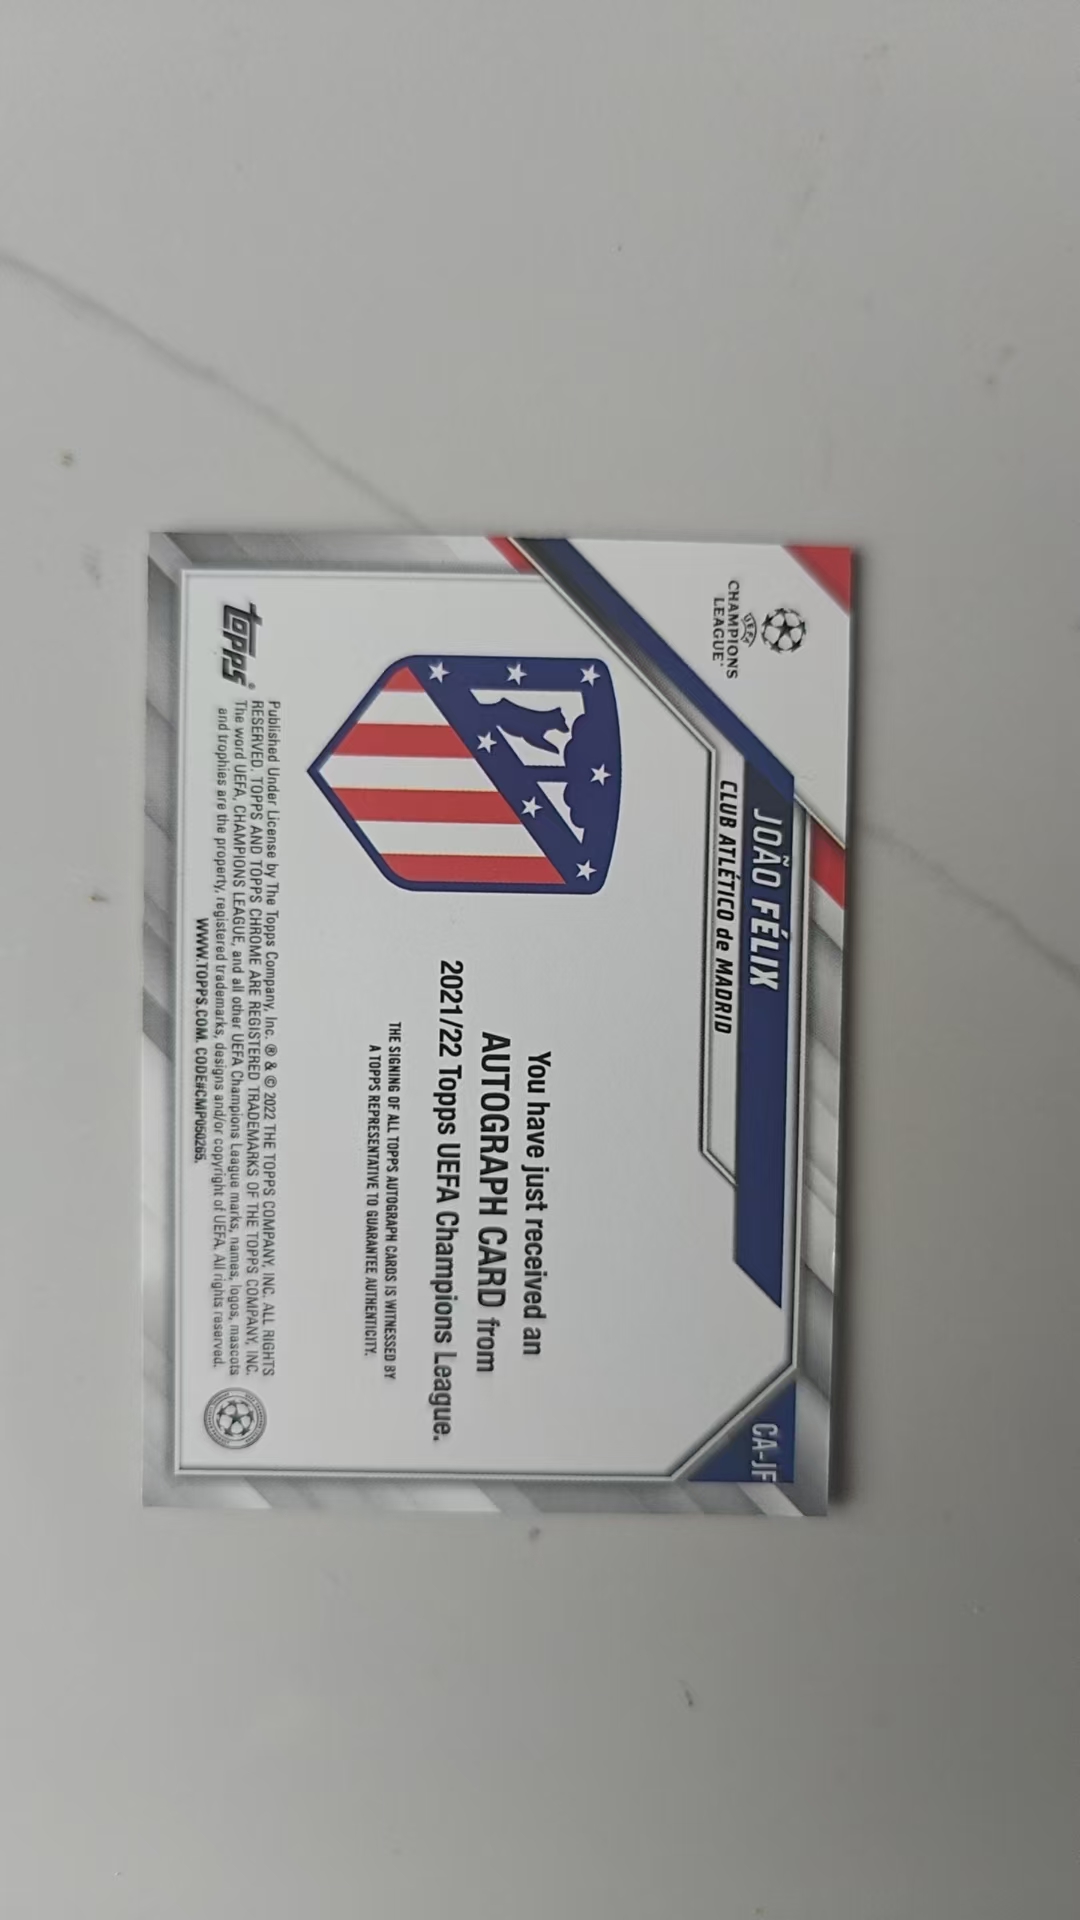 UEFA
CHAMPIONS
LEAGUE
JOÃO FÉLIX
CLUB ATLÉTICO de MADRID
CA-JF
You have just received an
AUTOGRAPH CARD from
2021/22 Topps UEFA Champions League.
THE SIGNING OF ALL TOPPS AUTOGRAPH CARDS IS WITNESSED BY
A TOPPS REPRESENTATIVE TO GUARANTEE AUTHENTICITY.
topps®
Published Under License by The Topps Company, Inc. ® & © 2022 THE TOPPS COMPANY, INC. ALL RIGHTS
RESERVED. TOPPS AND TOPPS CHROME ARE REGISTERED TRADEMARKS OF THE TOPPS COMPANY, INC.
The word UEFA, CHAMPIONS LEAGUE, and all other UEFA Champions League marks, names, logos, mascots
and trophies are the property, registered trademarks, designs and/or copyright of UEFA. All rights reserved.
WWW.TOPPS.COM. CODE#CMP050265.